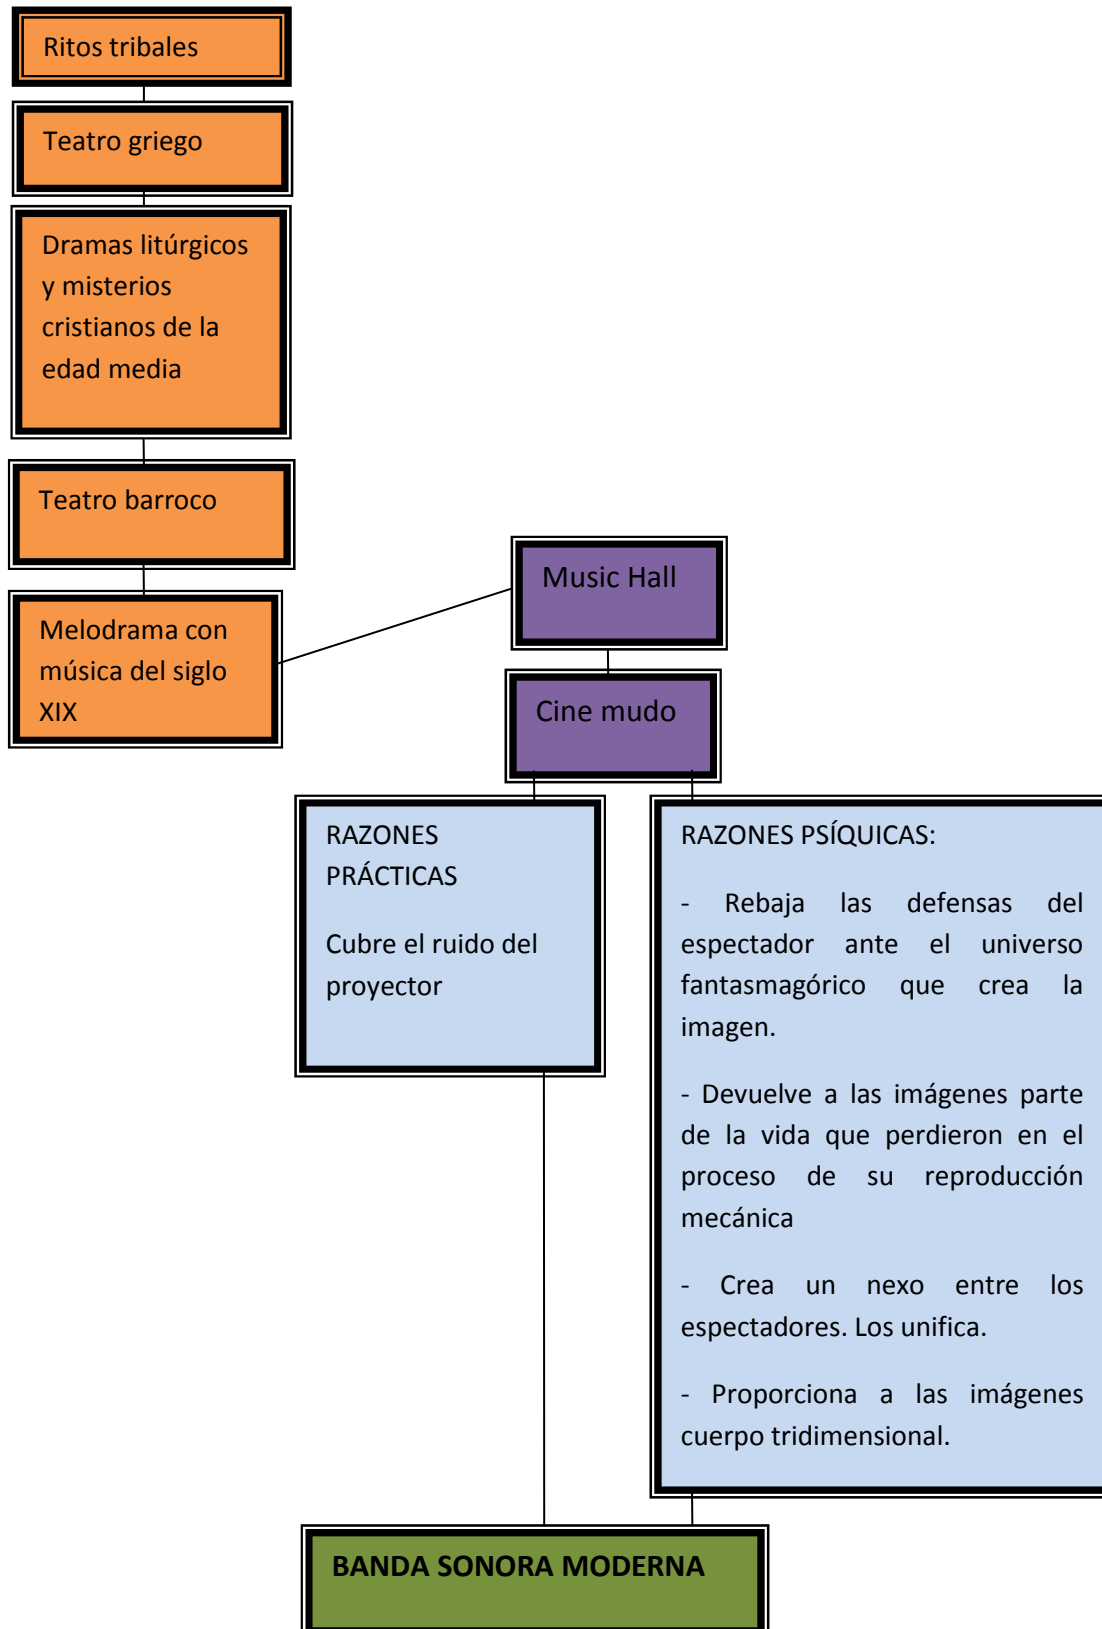 Ritos tribales
Teatro griego
Dramas litúrgicos
y misterios
cristianos de la
edad media
Teatro barroco
Melodrama con
música del siglo
XIX
Music Hall
Cine mudo
RAZONES
PRÁCTICAS
Cubre el ruido del
proyector
RAZONES PSÍQUICAS:
- Rebaja las defensas del
espectador ante el universo
fantasmagórico que crea la
imagen.
- Devuelve a las imágenes parte
de la vida que perdieron en el
proceso de su reproducción
mecánica
- Crea un nexo entre los
espectadores. Los unifica.
- Proporciona a las imágenes
cuerpo tridimensional.
BANDA SONORA MODERNA